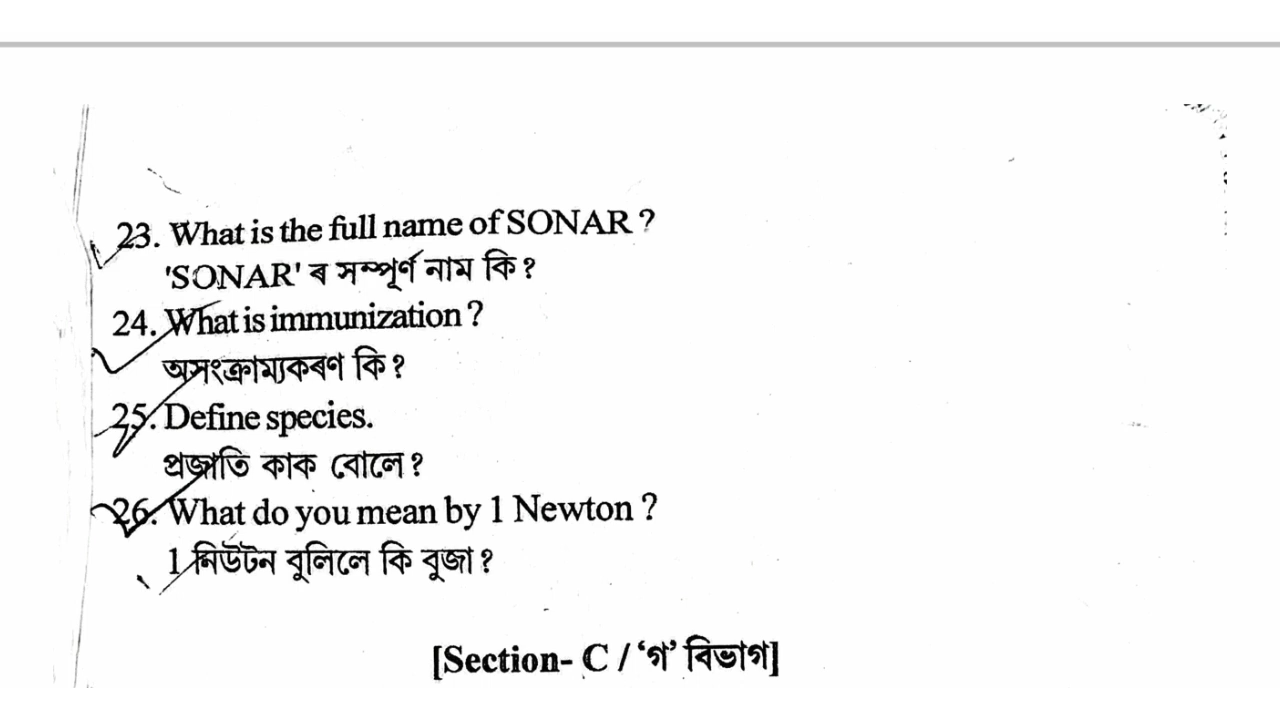 23. What is the full name of SONAR ?
'SONAR' ৰ সম্পূৰ্ণ নাম কি ?
24. What is immunization ?
অসংক্ৰাম্যকৰণ কি ?
25. Define species.
প্ৰজাতি কাক বোলে ?
26. What do you mean by 1 Newton ?
1 নিউটন বুলিলে কি বুজা ?
[Section- C / ‘গ’ বিভাগ]